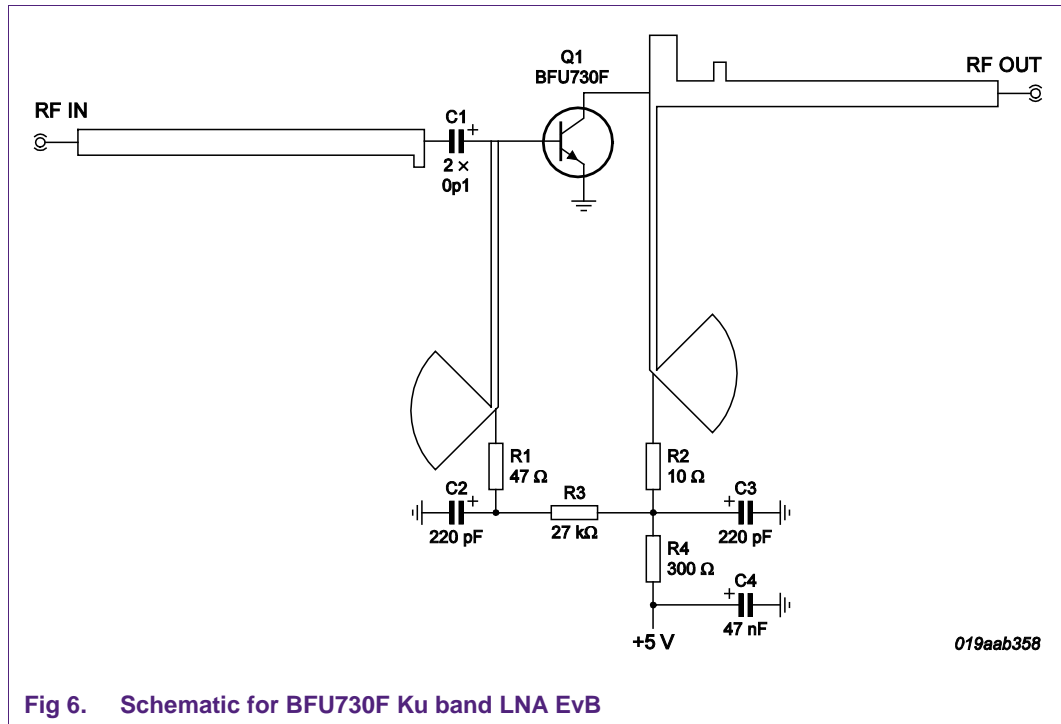 Q1
BFU730F
RF OUT
RF IN
C1
+
2 ×
0p1
R1
47 Ω
R2
10 Ω
C2
+
220 pF
R3
27 kΩ
C3
+
220 pF
R4
300 Ω
C4
+
47 nF
+5 V
019aab358
Fig 6. Schematic for BFU730F Ku band LNA EvB